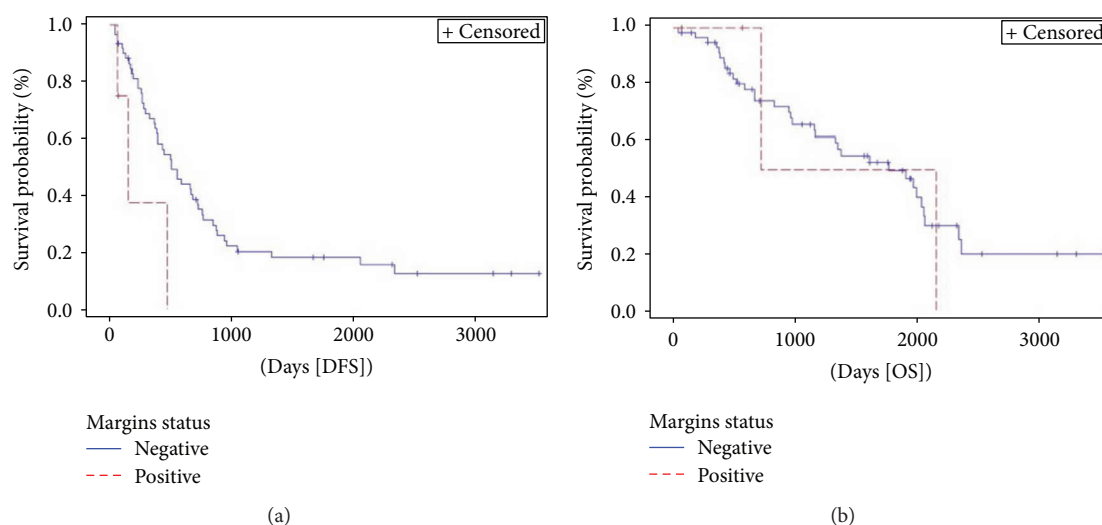 1.0
0.8
0.6
0.4
0.2
0.0
Survival probability (%)
+ Censored
0 1000 2000 3000
(Days [DFS])
Margins status
Negative
Positive
(a)
1.0
0.8
0.6
0.4
0.2
0.0
Survival probability (%)
+ Censored
0 1000 2000 3000
(Days [OS])
Margins status
Negative
Positive
(b)